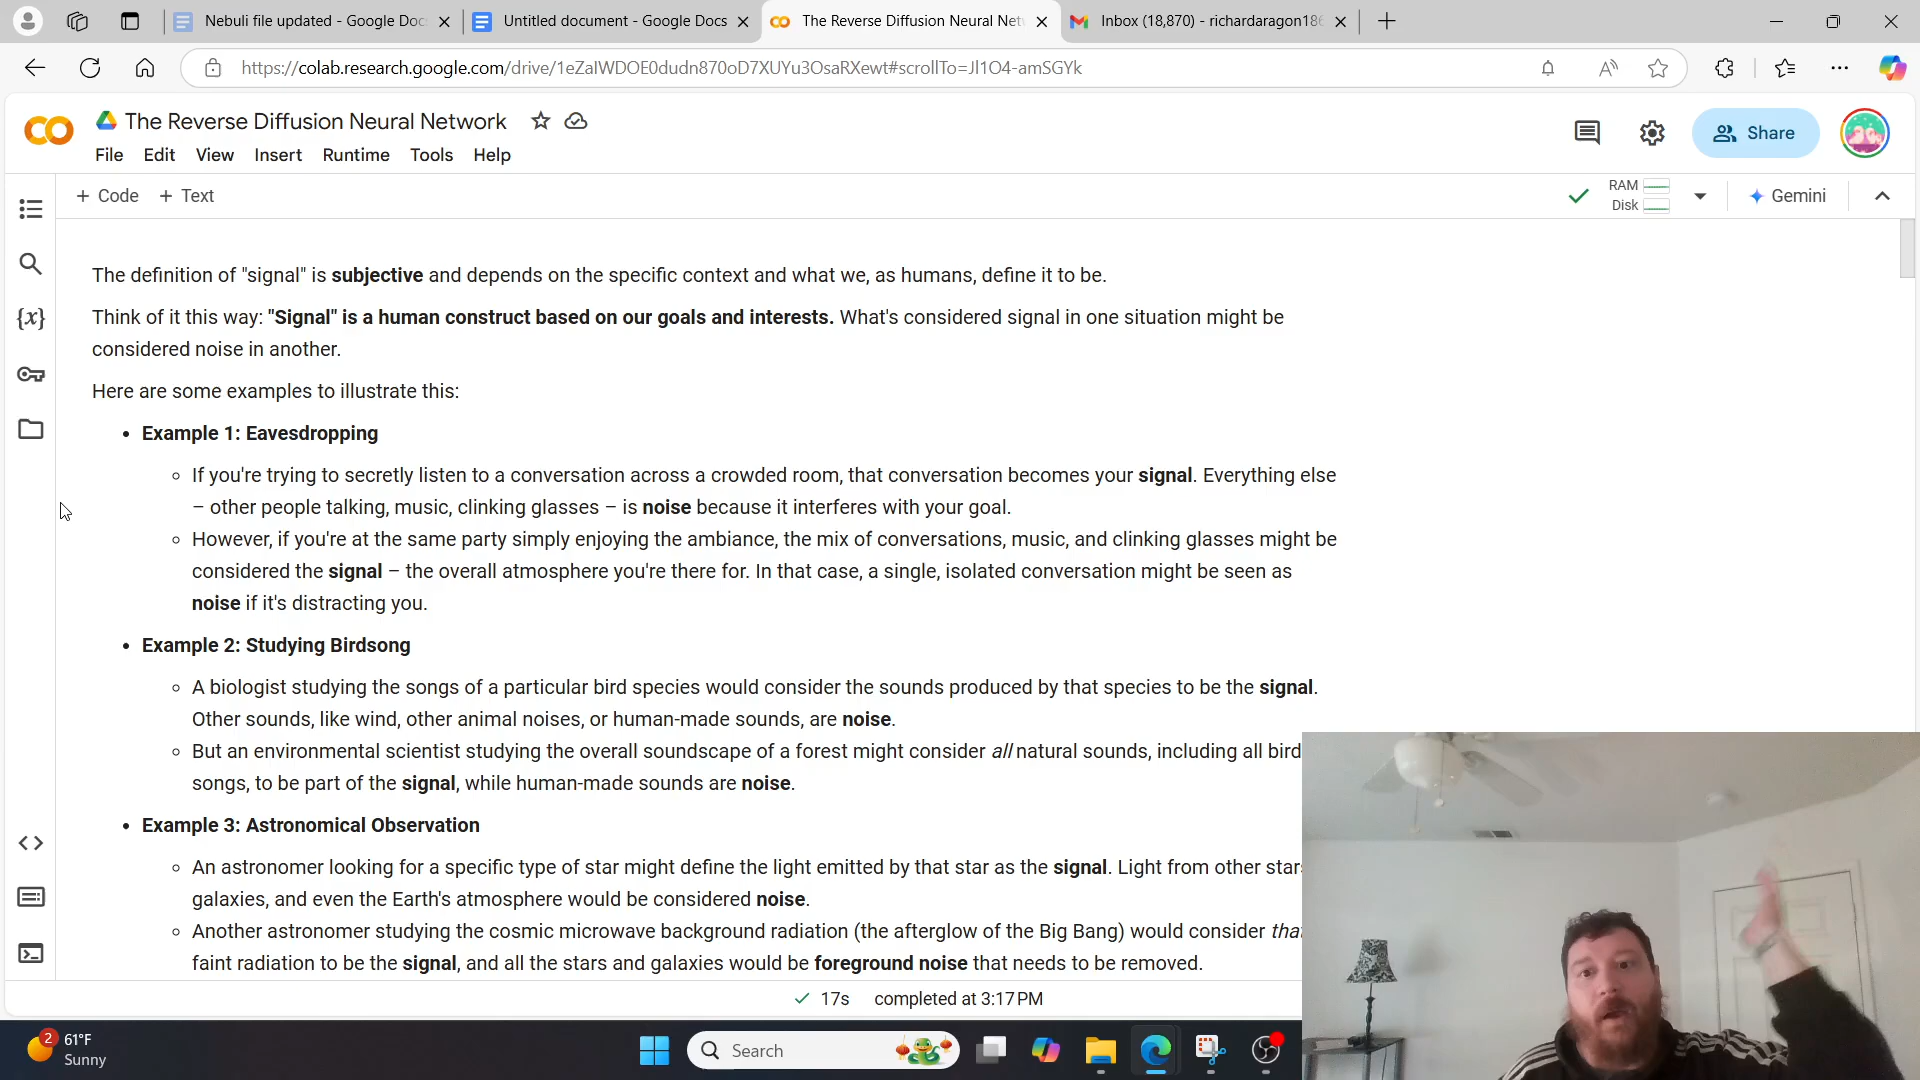 Nebuli file updated - Google Doc
Untitled document - Google Docs
The Reverse Diffusion Neural Net
Inbox (18,870) - richardaragon186
https://colab.research.google.com/drive/1eZaIWDOE0dudn870oD7XUYu3OsaRXewt#scrollTo=Jl1O4-amSGYk
The Reverse Diffusion Neural Network
File Edit View Insert Runtime Tools Help
Share
+ Code + Text
RAM
Disk
Gemini
The definition of "signal" is subjective and depends on the specific context and what we, as humans, define it to be.
Think of it this way: "Signal" is a human construct based on our goals and interests. What's considered signal in one situation might be
considered noise in another.
Here are some examples to illustrate this:
• Example 1: Eavesdropping
◦ If you're trying to secretly listen to a conversation across a crowded room, that conversation becomes your signal. Everything else
– other people talking, music, clinking glasses – is noise because it interferes with your goal.
◦ However, if you're at the same party simply enjoying the ambiance, the mix of conversations, music, and clinking glasses might be
considered the signal – the overall atmosphere you're there for. In that case, a single, isolated conversation might be seen as
noise if it's distracting you.
• Example 2: Studying Birdsong
◦ A biologist studying the songs of a particular bird species would consider the sounds produced by that species to be the signal.
Other sounds, like wind, other animal noises, or human-made sounds, are noise.
◦ But an environmental scientist studying the overall soundscape of a forest might consider all natural sounds, including all bird
songs, to be part of the signal, while human-made sounds are noise.
• Example 3: Astronomical Observation
◦ An astronomer looking for a specific type of star might define the light emitted by that star as the signal. Light from other stars
galaxies, and even the Earth's atmosphere would be considered noise.
◦ Another astronomer studying the cosmic microwave background radiation (the afterglow of the Big Bang) would consider that
faint radiation to be the signal, and all the stars and galaxies would be foreground noise that needs to be removed.
17s completed at 3:17 PM
2
61°F
Sunny
Search